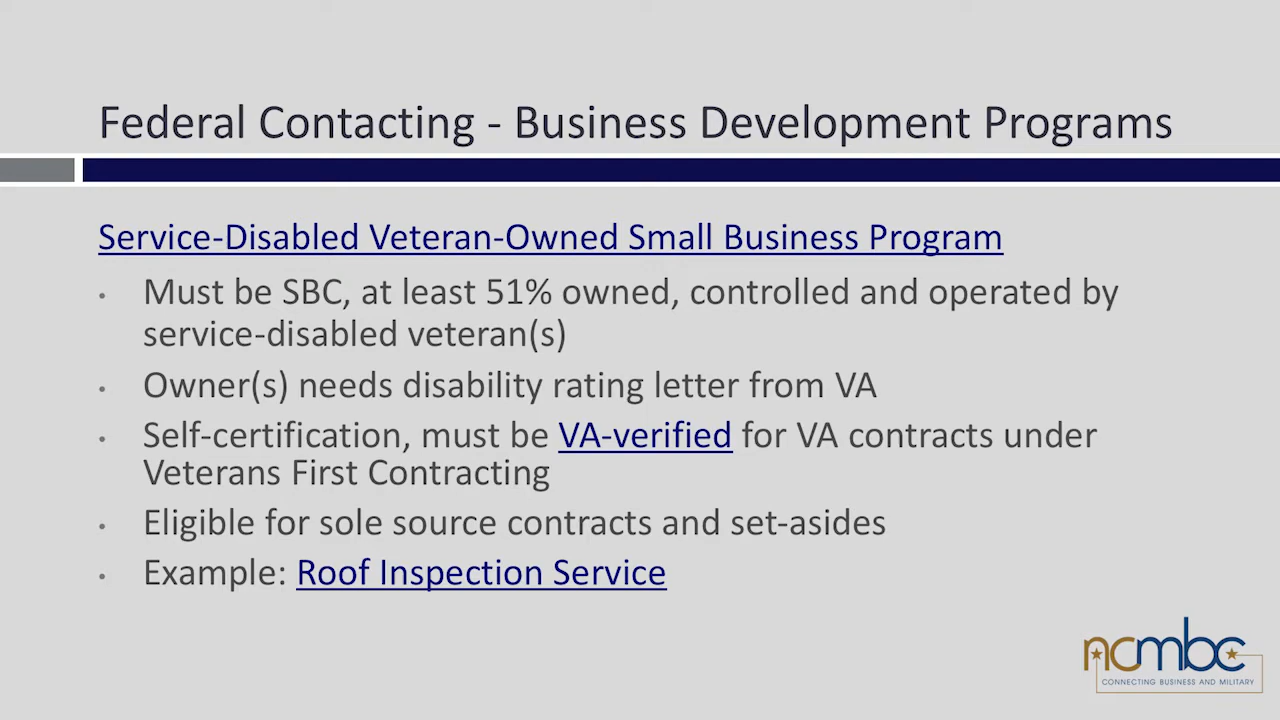 Federal Contacting - Business Development Programs
Service-Disabled Veteran-Owned Small Business Program
• Must be SBC, at least 51% owned, controlled and operated by
service-disabled veteran(s)
• Owner(s) needs disability rating letter from VA
• Self-certification, must be VA-verified for VA contracts under
Veterans First Contracting
• Eligible for sole source contracts and set-asides
• Example: Roof Inspection Service
ncmbc
CONNECTING BUSINESS AND MILITARY